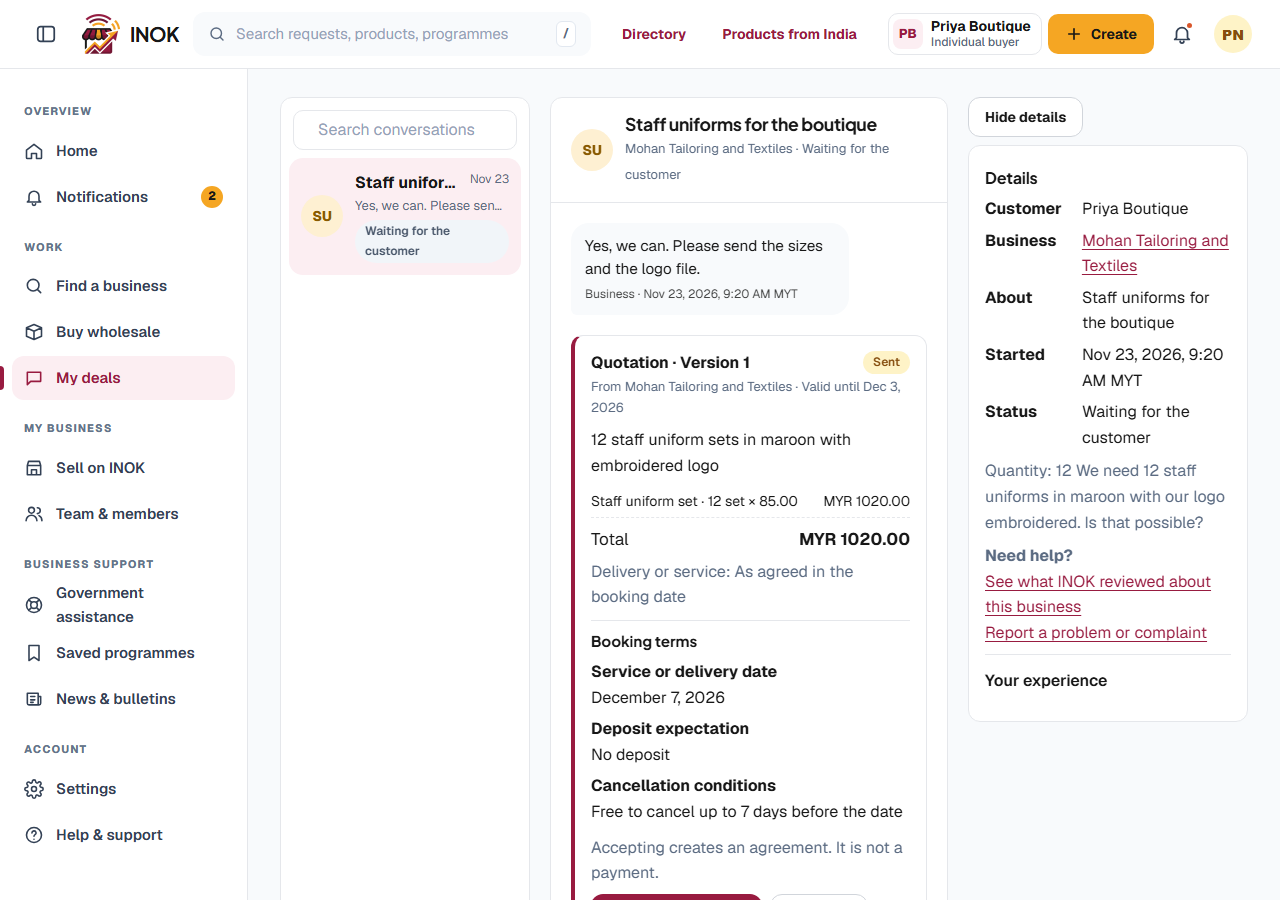 INOK
Search requests, products, programmes
/
Directory
Products from India
PB
Priya Boutique
Individual buyer
Create
PN
OVERVIEW
Home
Notifications
2
WORK
Find a business
Buy wholesale
My deals
MY BUSINESS
Sell on INOK
Team & members
BUSINESS SUPPORT
Government
assistance
Saved programmes
News & bulletins
ACCOUNT
Settings
Help & support
Search conversations
SU
Staff unifor...
Nov 23
Yes, we can. Please sen...
Waiting for the
customer
SU
Staff uniforms for the boutique
Mohan Tailoring and Textiles · Waiting for the
customer
Yes, we can. Please send the sizes
and the logo file.
Business · Nov 23, 2026, 9:20 AM MYT
Quotation · Version 1
Sent
From Mohan Tailoring and Textiles · Valid until Dec 3,
2026
12 staff uniform sets in maroon with
embroidered logo
Staff uniform set · 12 set × 85.00
MYR 1020.00
Total
MYR 1020.00
Delivery or service: As agreed in the
booking date
Booking terms
Service or delivery date
December 7, 2026
Deposit expectation
No deposit
Cancellation conditions
Free to cancel up to 7 days before the date
Accepting creates an agreement. It is not a
payment.
Hide details
Details
Customer
Priya Boutique
Business
Mohan Tailoring and
Textiles
About
Staff uniforms for
the boutique
Started
Nov 23, 2026, 9:20
AM MYT
Status
Waiting for the
customer
Quantity: 12 We need 12 staff
uniforms in maroon with our logo
embroidered. Is that possible?
Need help?
See what INOK reviewed about
this business
Report a problem or complaint
Your experience